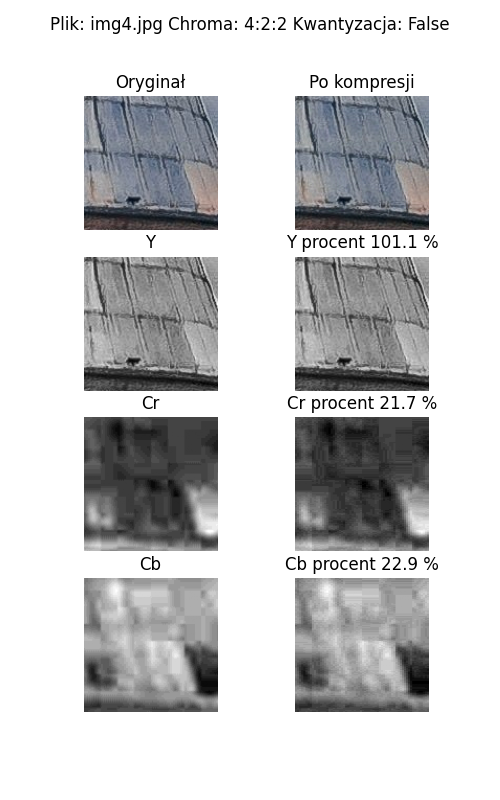 Plik: img4.jpg Chroma: 4:2:2 Kwantyzacja: False
Oryginał Po kompresji
Y Y procent 101.1 %
Cr Cr procent 21.7 %
Cb Cb procent 22.9 %